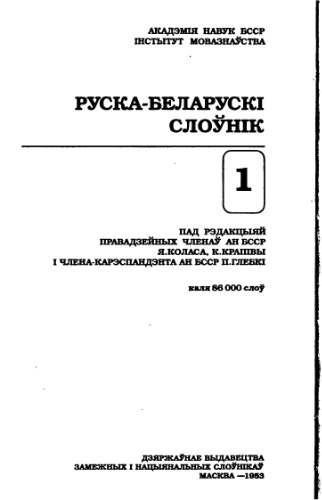 АКАДЭМІЯ НАВУК БССР
ІНСТЫТУТ МОВАЗНАЎСТВА
РУСКА-БЕЛАРУСКІ
СЛОЎНІК
1
ПАД РЭДАКЦЫЯЙ
ПРАВАДЗЕЙНЫХ ЧЛЕНАЎ АН БССР
Я.КОЛАСА, К.КРАШВЫ
І ЧЛЕНА-КАРЭСПАНДЭНТА АН БССР П.ГЛЕБКІ
каля 86 000 слоў
ДЗЯРЖАЎНАЕ ВЫДАВЕЦТВА
ЗАМЕЖНЫХ І НАЦЫЯНАЛЬНЫХ СЛОЎНІКАЎ
МАСКВА —1953